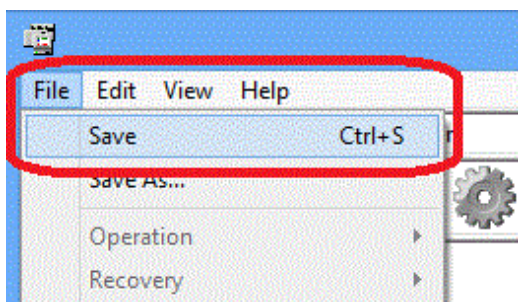 File Edit View Help
Save Ctrl+S
Save As...
Operation
Recovery